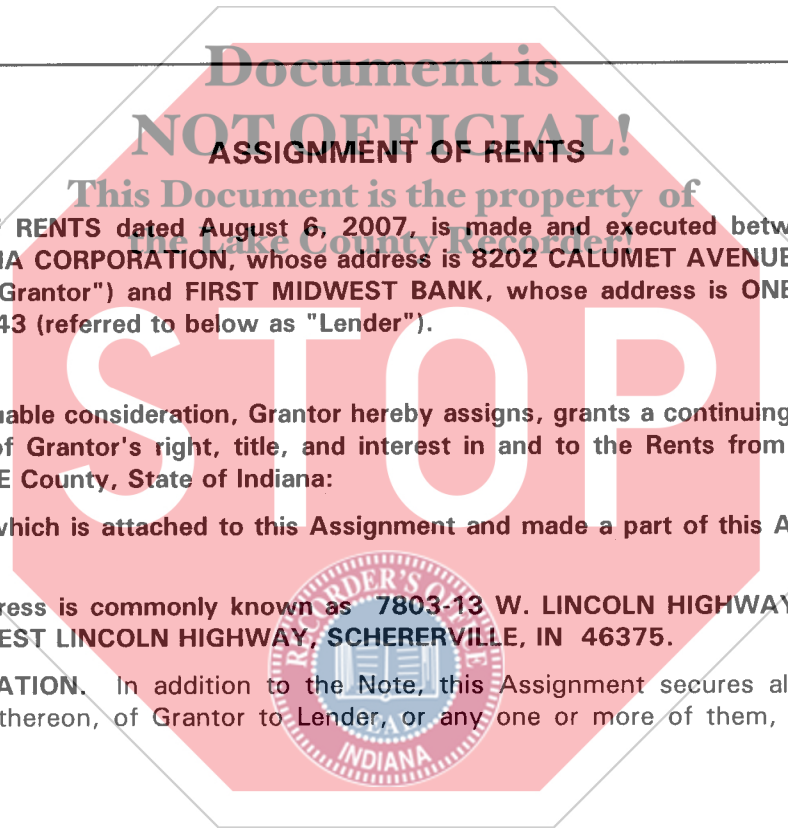 Document is
NOT OFFICIAL!
ASSIGNMENT OF RENTS
This Document is the property of
RENTS dated August 6, 2007, is made and executed betw
the Lake County Recorder!
IA CORPORATION, whose address is 8202 CALUMET AVENUE
Grantor") and FIRST MIDWEST BANK, whose address is ONE
43 (referred to below as "Lender").
STOP
uable consideration, Grantor hereby assigns, grants a continuing
of Grantor's right, title, and interest in and to the Rents from
E County, State of Indiana:
which is attached to this Assignment and made a part of this A
ress is commonly known as 7803-13 W. LINCOLN HIGHWAY
EST LINCOLN HIGHWAY, SCHERERVILLE, IN 46375.
ATION. In addition to the Note, this Assignment secures al
thereon, of Grantor to Lender, or any one or more of them,
RECORDER'S OFFICE
SEAL
INDIANA